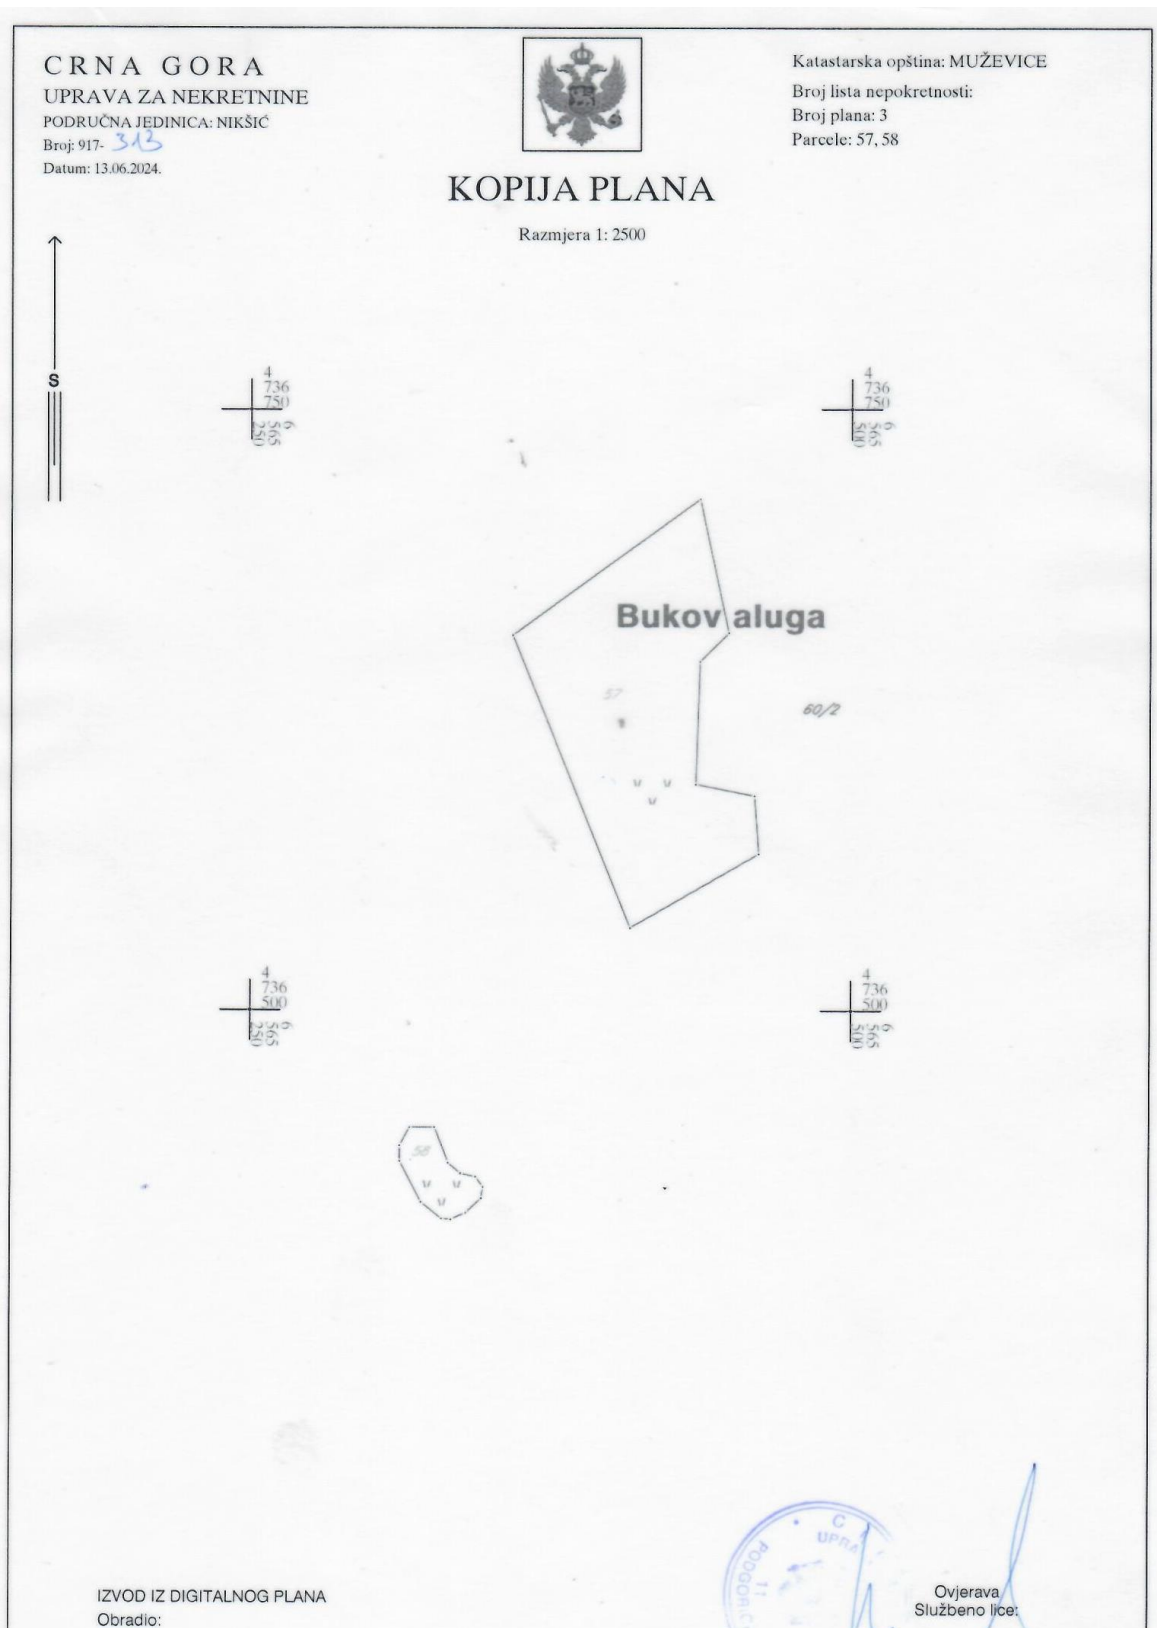 CRNA GORA
UPRAVA ZA NEKRETNINE
PODRUČNA JEDINICA: NIKŠIĆ
Broj: 917- 313
Datum: 13.06.2024.
Katastarska opština: MUŽEVICE
Broj lista nepokretnosti:
Broj plana: 3
Parcele: 57, 58
KOPIJA PLANA
Razmjera 1: 2500
S
4
736
750
6
565
250
4
736
750
6
565
500
Bukov aluga
57
60/2
4
736
500
6
565
250
4
736
500
6
565
500
58
IZVOD IZ DIGITALNOG PLANA
Obradio:
Ovjerava
Službeno lice:
UPRA